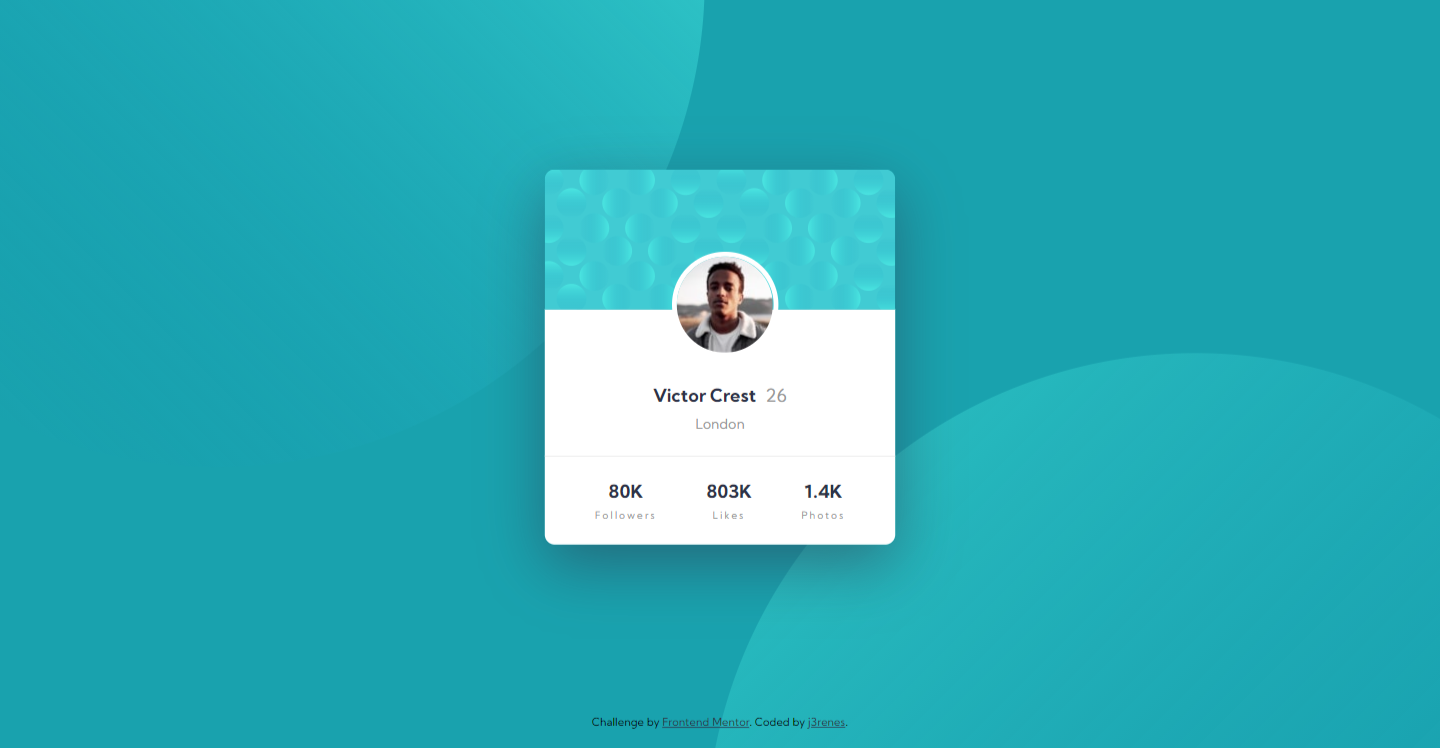 Victor Crest 26
London
80K 803K 1.4K
Followers Likes Photos
Challenge by Frontend Mentor. Coded by j3renes.